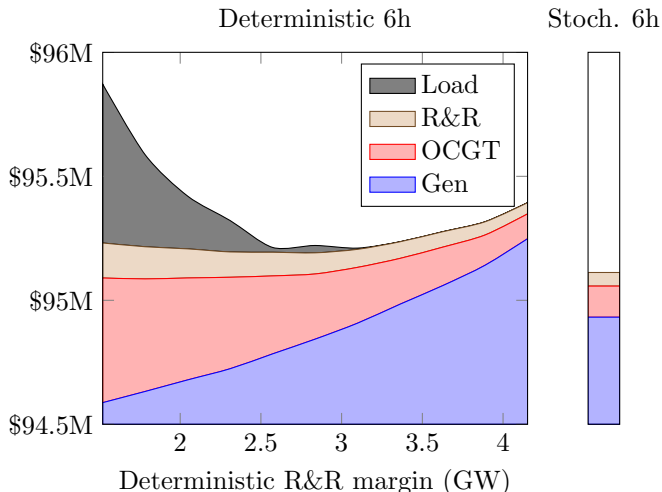 Deterministic 6h
Stoch. 6h
$96M
$95.5M
$95M
$94.5M
Load
R&R
OCGT
Gen
2
2.5
3
3.5
4
Deterministic R&R margin (GW)